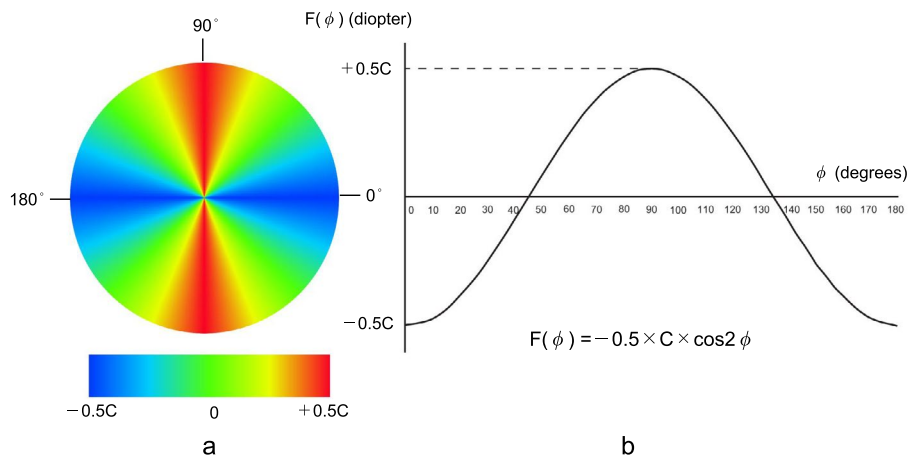 90°
180°
0°
−0.5C
0
+0.5C
a
F(ϕ) (diopter)
+0.5C
ϕ (degrees)
0 10 20 30 40 50 60 70 80 90 100 110 120 130 140 150 160 170 180
−0.5C
F(ϕ) =−0.5×C×cos2ϕ
b